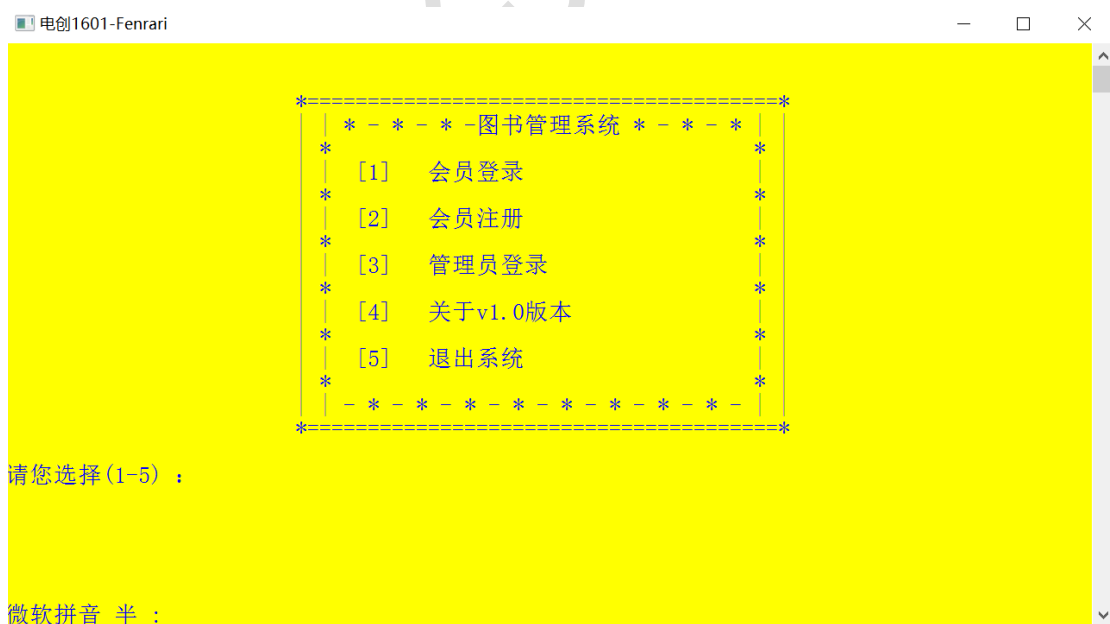 电创1601-Fenrari
*=======================================*
| | * - * - * -图书管理系统 * - * - * | |
* *
| [1] 会员登录 |
* *
| [2] 会员注册 |
* *
| [3] 管理员登录 |
* *
| [4] 关于v1.0版本 |
* *
| [5] 退出系统 |
* *
| | - * - * - * - * - * - * - * - * - | |
*=======================================*
请您选择(1-5) ：
微软拼音 半 :